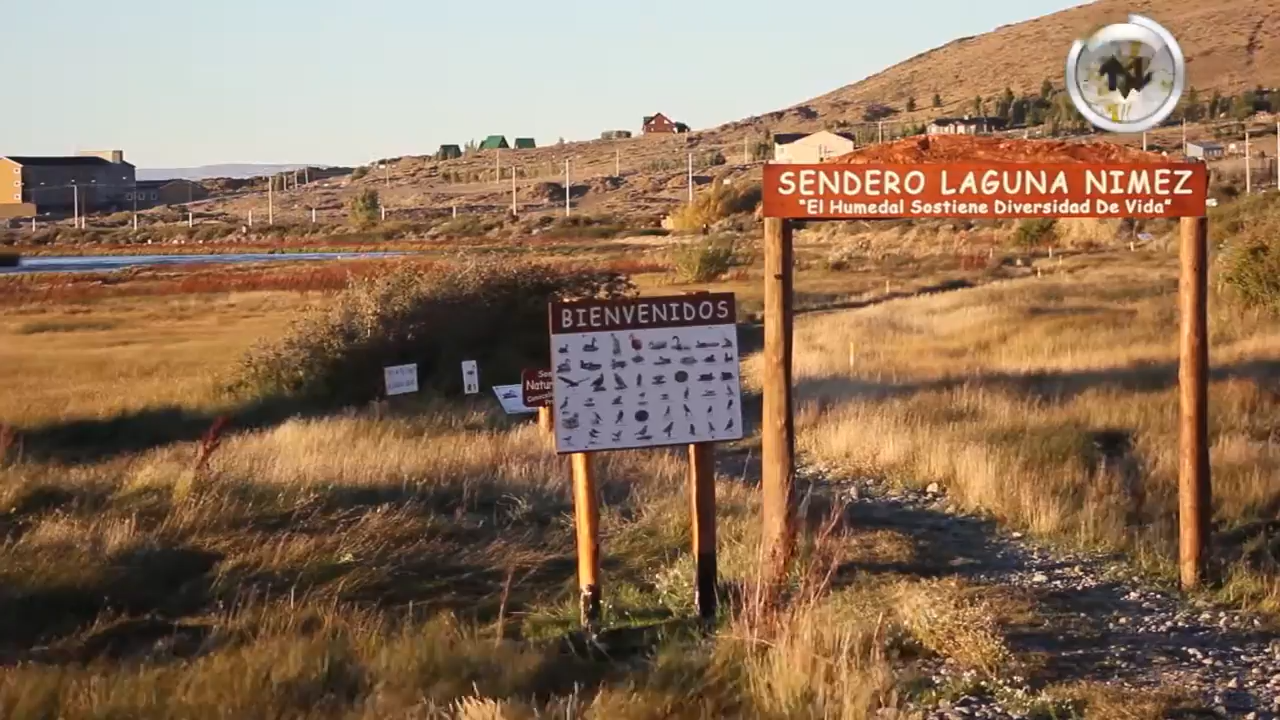 SENDERO LAGUNA NIMEZ
"El Humedal Sostiene Diversidad De Vida"
BIENVENIDOS